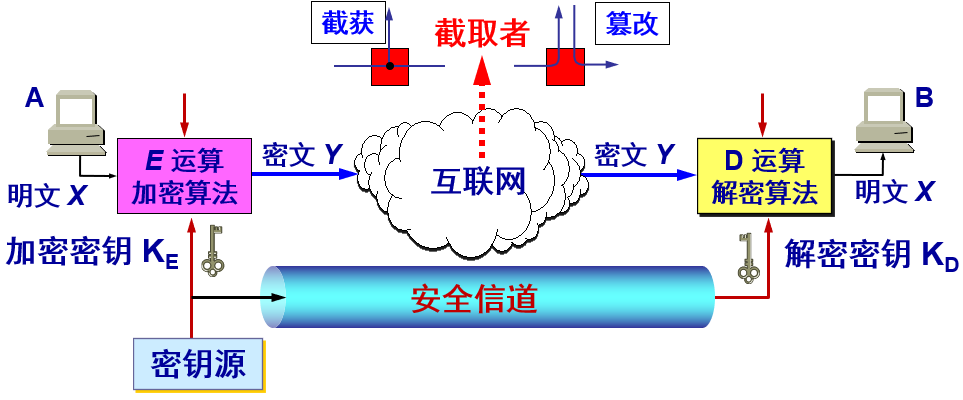 截获
截取者
篡改
A
B
E 运算
加密算法
密文 Y
互联网
密文 Y
D 运算
解密算法
明文 X
明文 X
加密密钥 KE
解密密钥 KD
安全信道
密钥源